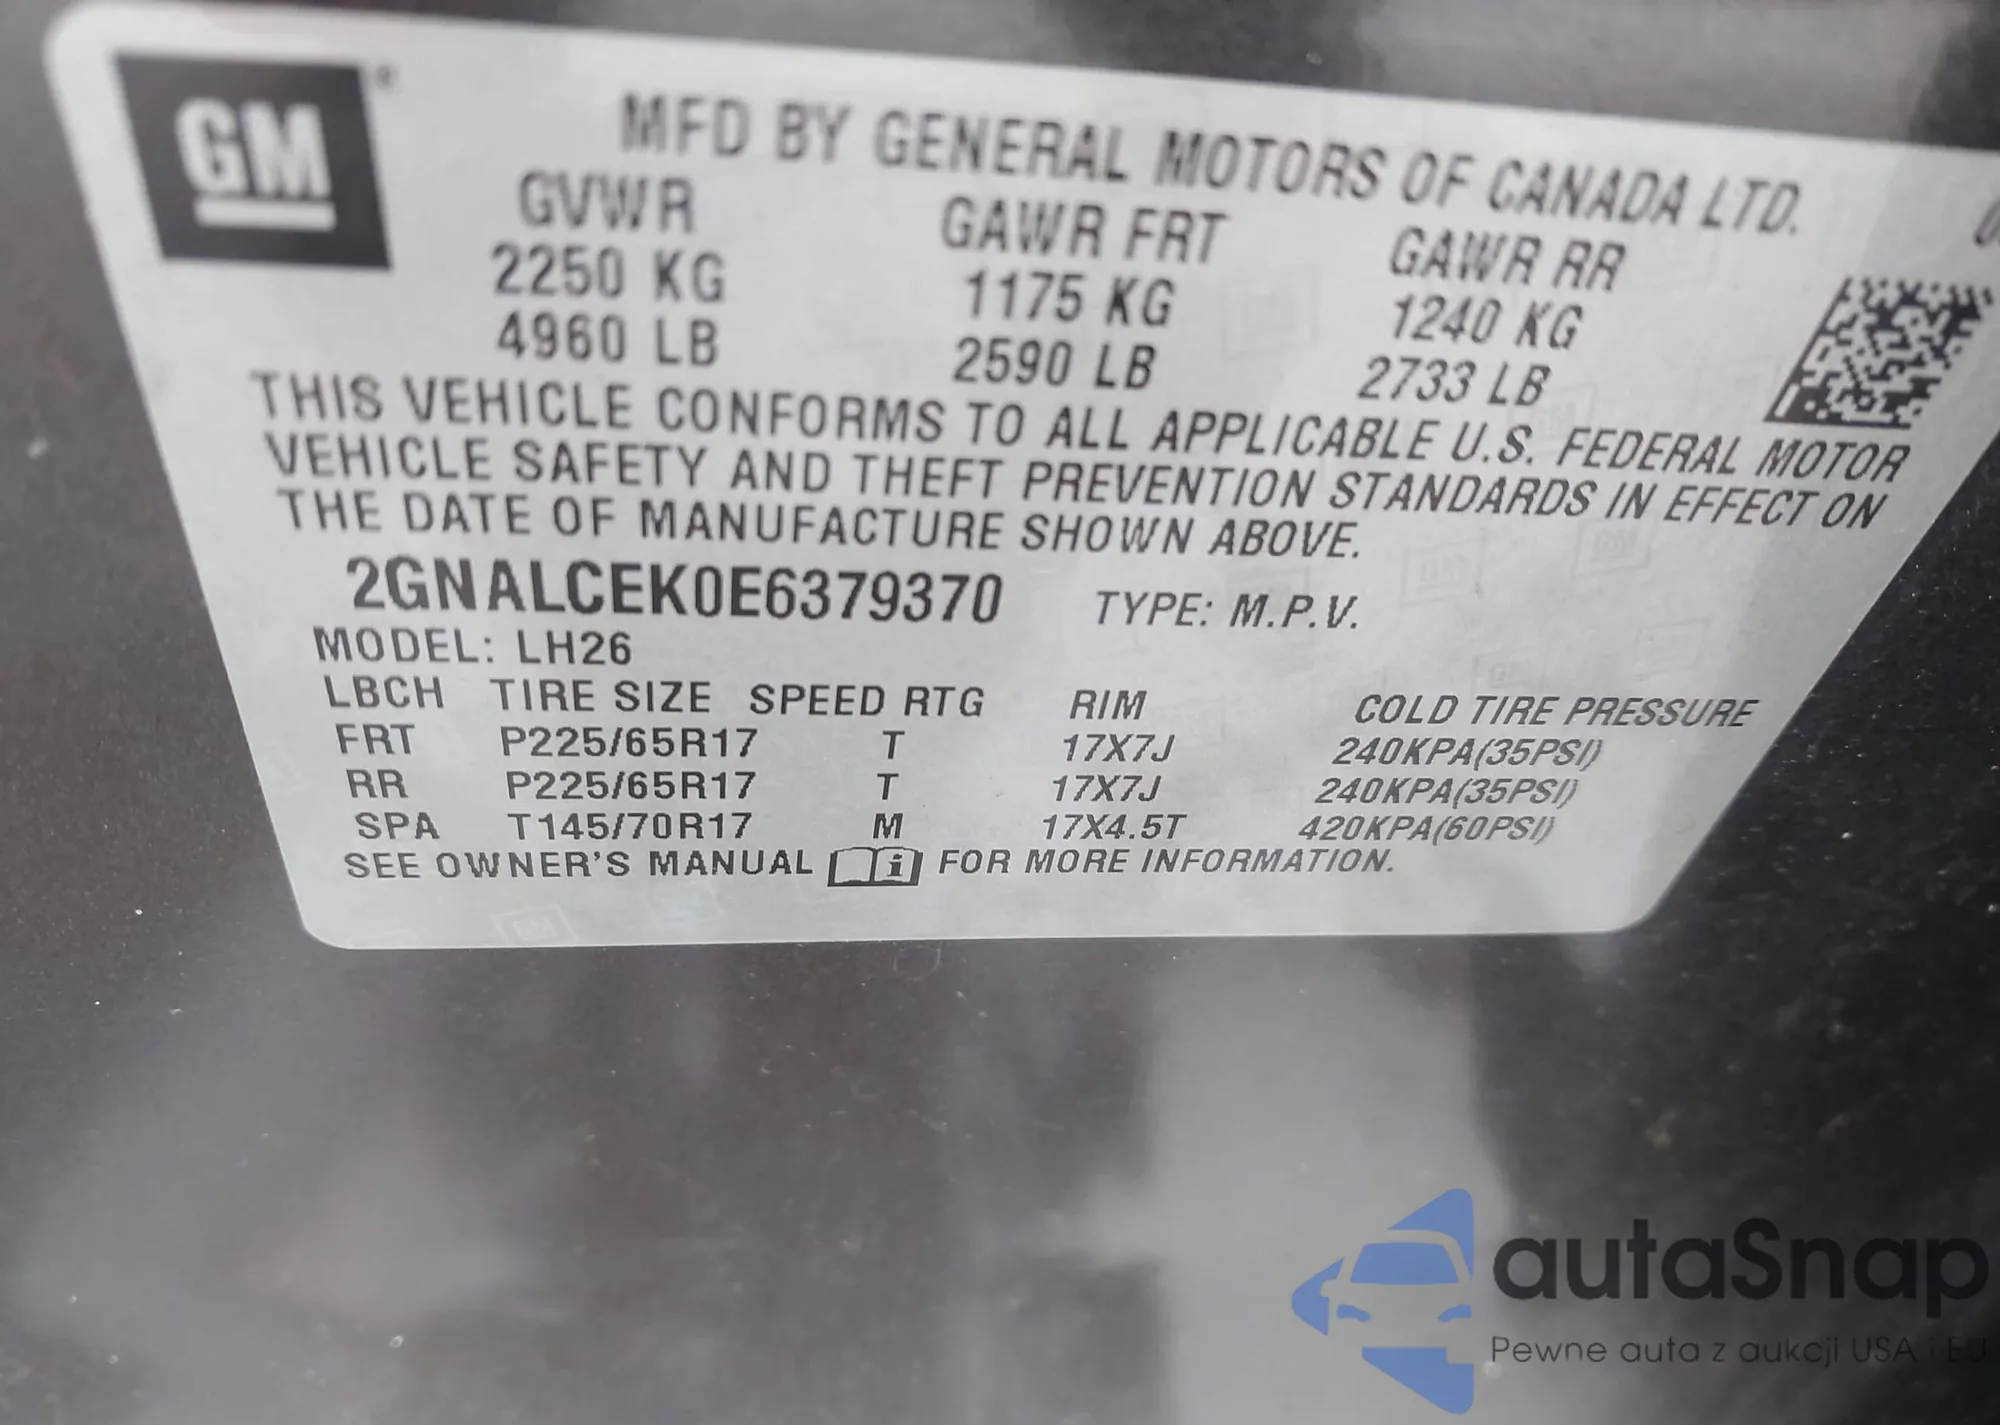 GM ®
MFD BY GENERAL MOTORS OF CANADA LTD.
GVWR GAWR FRT GAWR RR
2250 KG 1175 KG 1240 KG
4960 LB 2590 LB 2733 LB
THIS VEHICLE CONFORMS TO ALL APPLICABLE U.S. FEDERAL MOTOR
VEHICLE SAFETY AND THEFT PREVENTION STANDARDS IN EFFECT ON
THE DATE OF MANUFACTURE SHOWN ABOVE.
2GNALCEK0E6379370 TYPE: M.P.V.
MODEL: LH26
LBCH TIRE SIZE SPEED RTG RIM COLD TIRE PRESSURE
FRT P225/65R17 T 17X7J 240KPA(35PSI)
RR P225/65R17 T 17X7J 240KPA(35PSI)
SPA T145/70R17 M 17X4.5T 420KPA(60PSI)
SEE OWNER'S MANUAL i FOR MORE INFORMATION.
autaSnap
Pewne auta z aukcji USA i EU